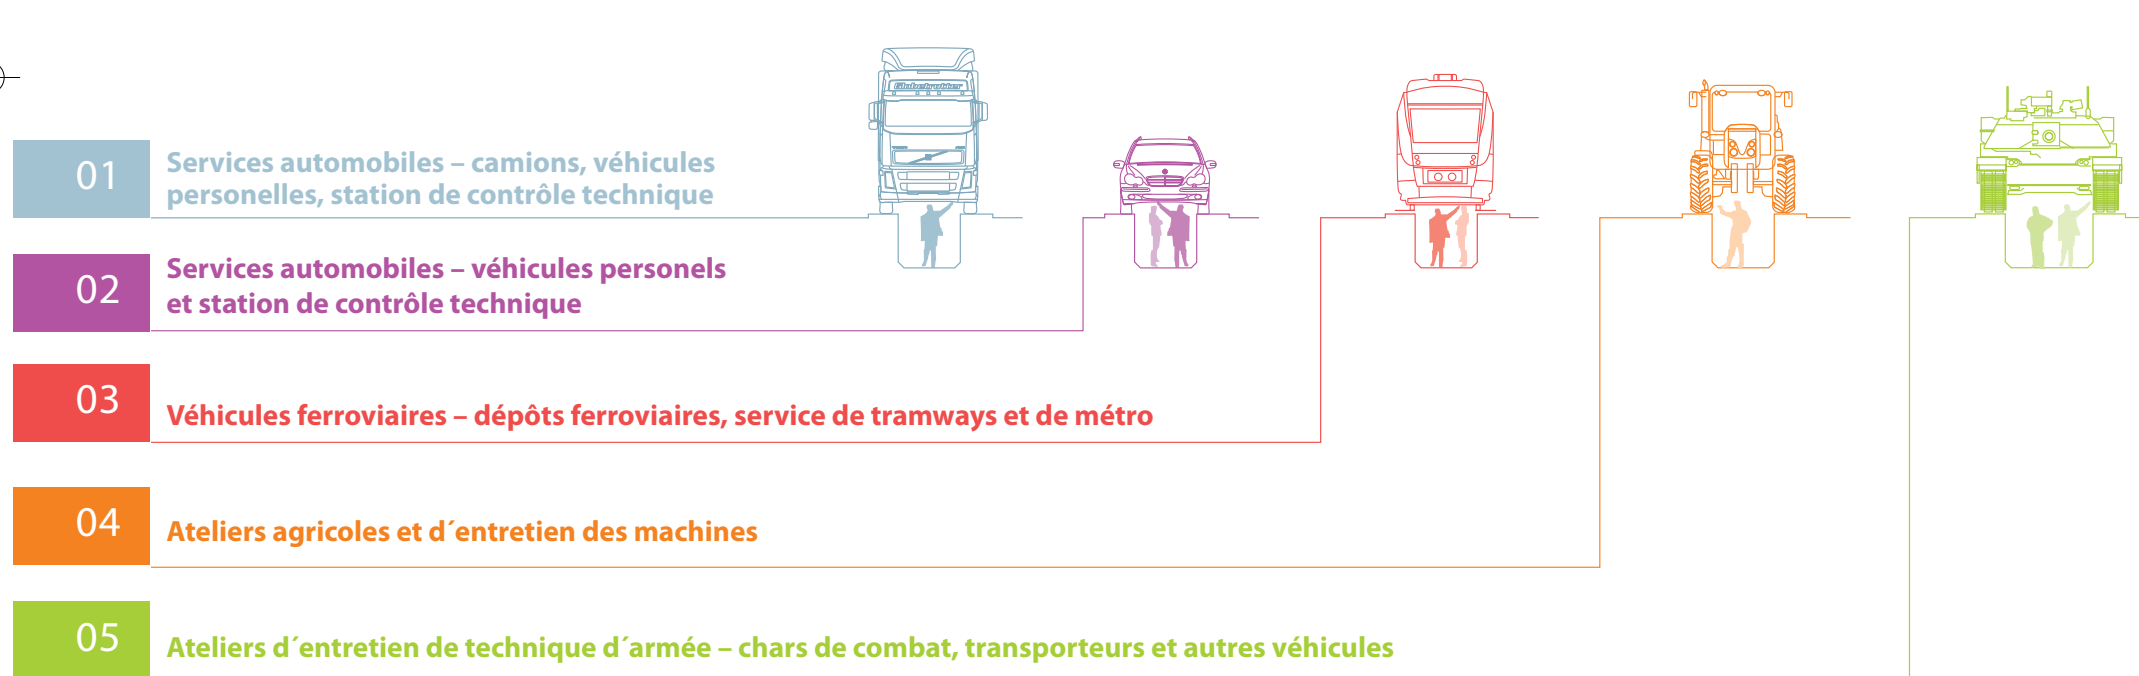 Globetrotter
01
Services automobiles – camions, véhicules
personelles, station de contrôle technique
02
Services automobiles – véhicules personels
et station de contrôle technique
03
Véhicules ferroviaires – dépôts ferroviaires, service de tramways et de métro
04
Ateliers agricoles et d´entretien des machines
05
Ateliers d´entretien de technique d´armée – chars de combat, transporteurs et autres véhicules